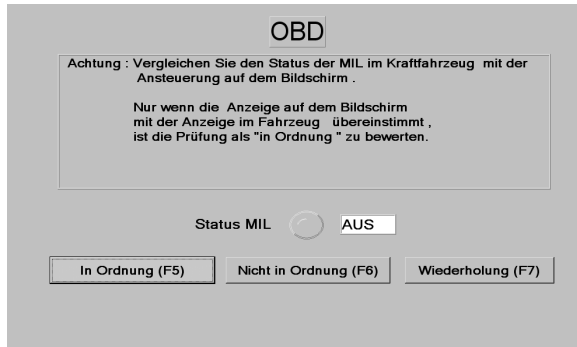 OBD
Achtung : Vergleichen Sie den Status der MIL im Kraftfahrzeug mit der
Ansteuerung auf dem Bildschirm .
Nur wenn die Anzeige auf dem Bildschirm
mit der Anzeige im Fahrzeug übereinstimmt ,
ist die Prüfung als "in Ordnung " zu bewerten.
Status MIL AUS
In Ordnung (F5) Nicht in Ordnung (F6) Wiederholung (F7)